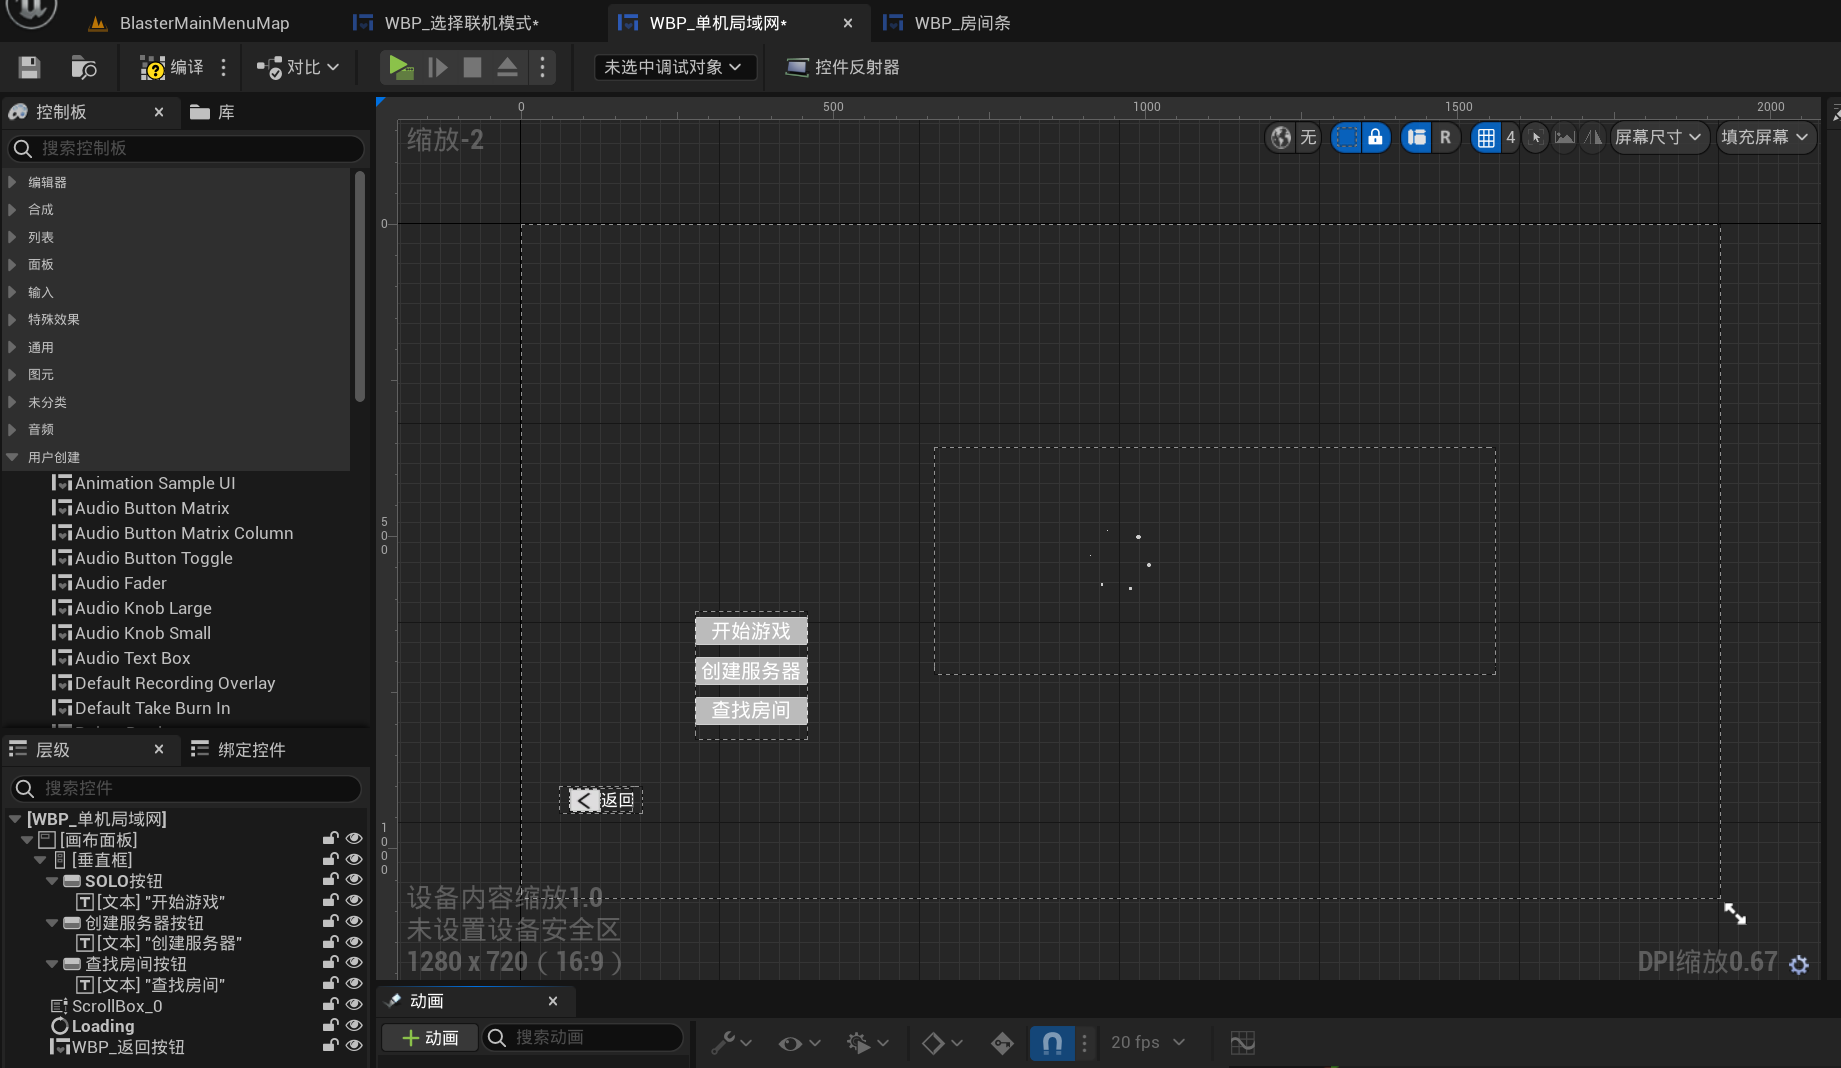 BlasterMainMenuMap
WBP_选择联机模式*
WBP_单机局域网*
WBP_房间条
编译
对比
未选中调试对象
控件反射器
控制板
库
搜索控制板
编辑器
合成
列表
面板
输入
特殊效果
通用
图元
未分类
音频
用户创建
Animation Sample UI
Audio Button Matrix
Audio Button Matrix Column
Audio Button Toggle
Audio Fader
Audio Knob Large
Audio Knob Small
Audio Text Box
Default Recording Overlay
Default Take Burn In
层级
绑定控件
搜索控件
[WBP_单机局域网]
[画布面板]
[垂直框]
SOLO按钮
[文本] "开始游戏"
创建服务器按钮
[文本] "创建服务器"
查找房间按钮
[文本] "查找房间"
ScrollBox_0
Loading
WBP_返回按钮
0
500
1000
1500
2000
缩放-2
无
R
4
屏幕尺寸
填充屏幕
0
500
1000
开始游戏
创建服务器
查找房间
返回
设备内容缩放1.0
未设置设备安全区
1280 x 720（16:9）
DPI缩放0.67
动画
动画
搜索动画
20 fps